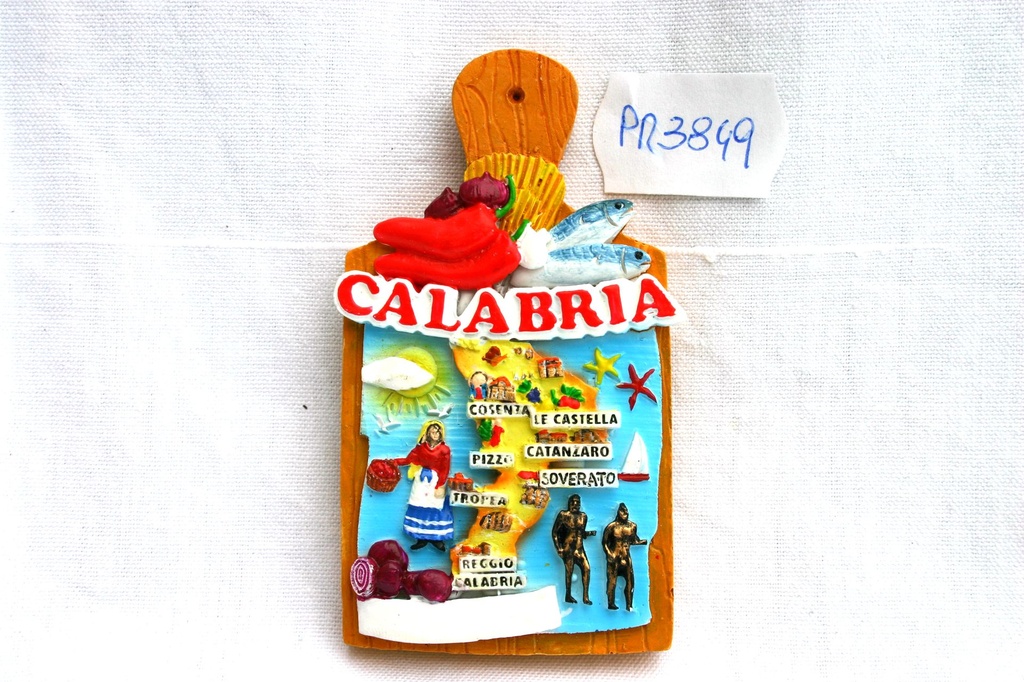 PR3849
CALABRIA
COSENZA
LE CASTELLA
CATANZARO
PIZZO
SOVERATO
TROPEA
REGGIO
CALABRIA